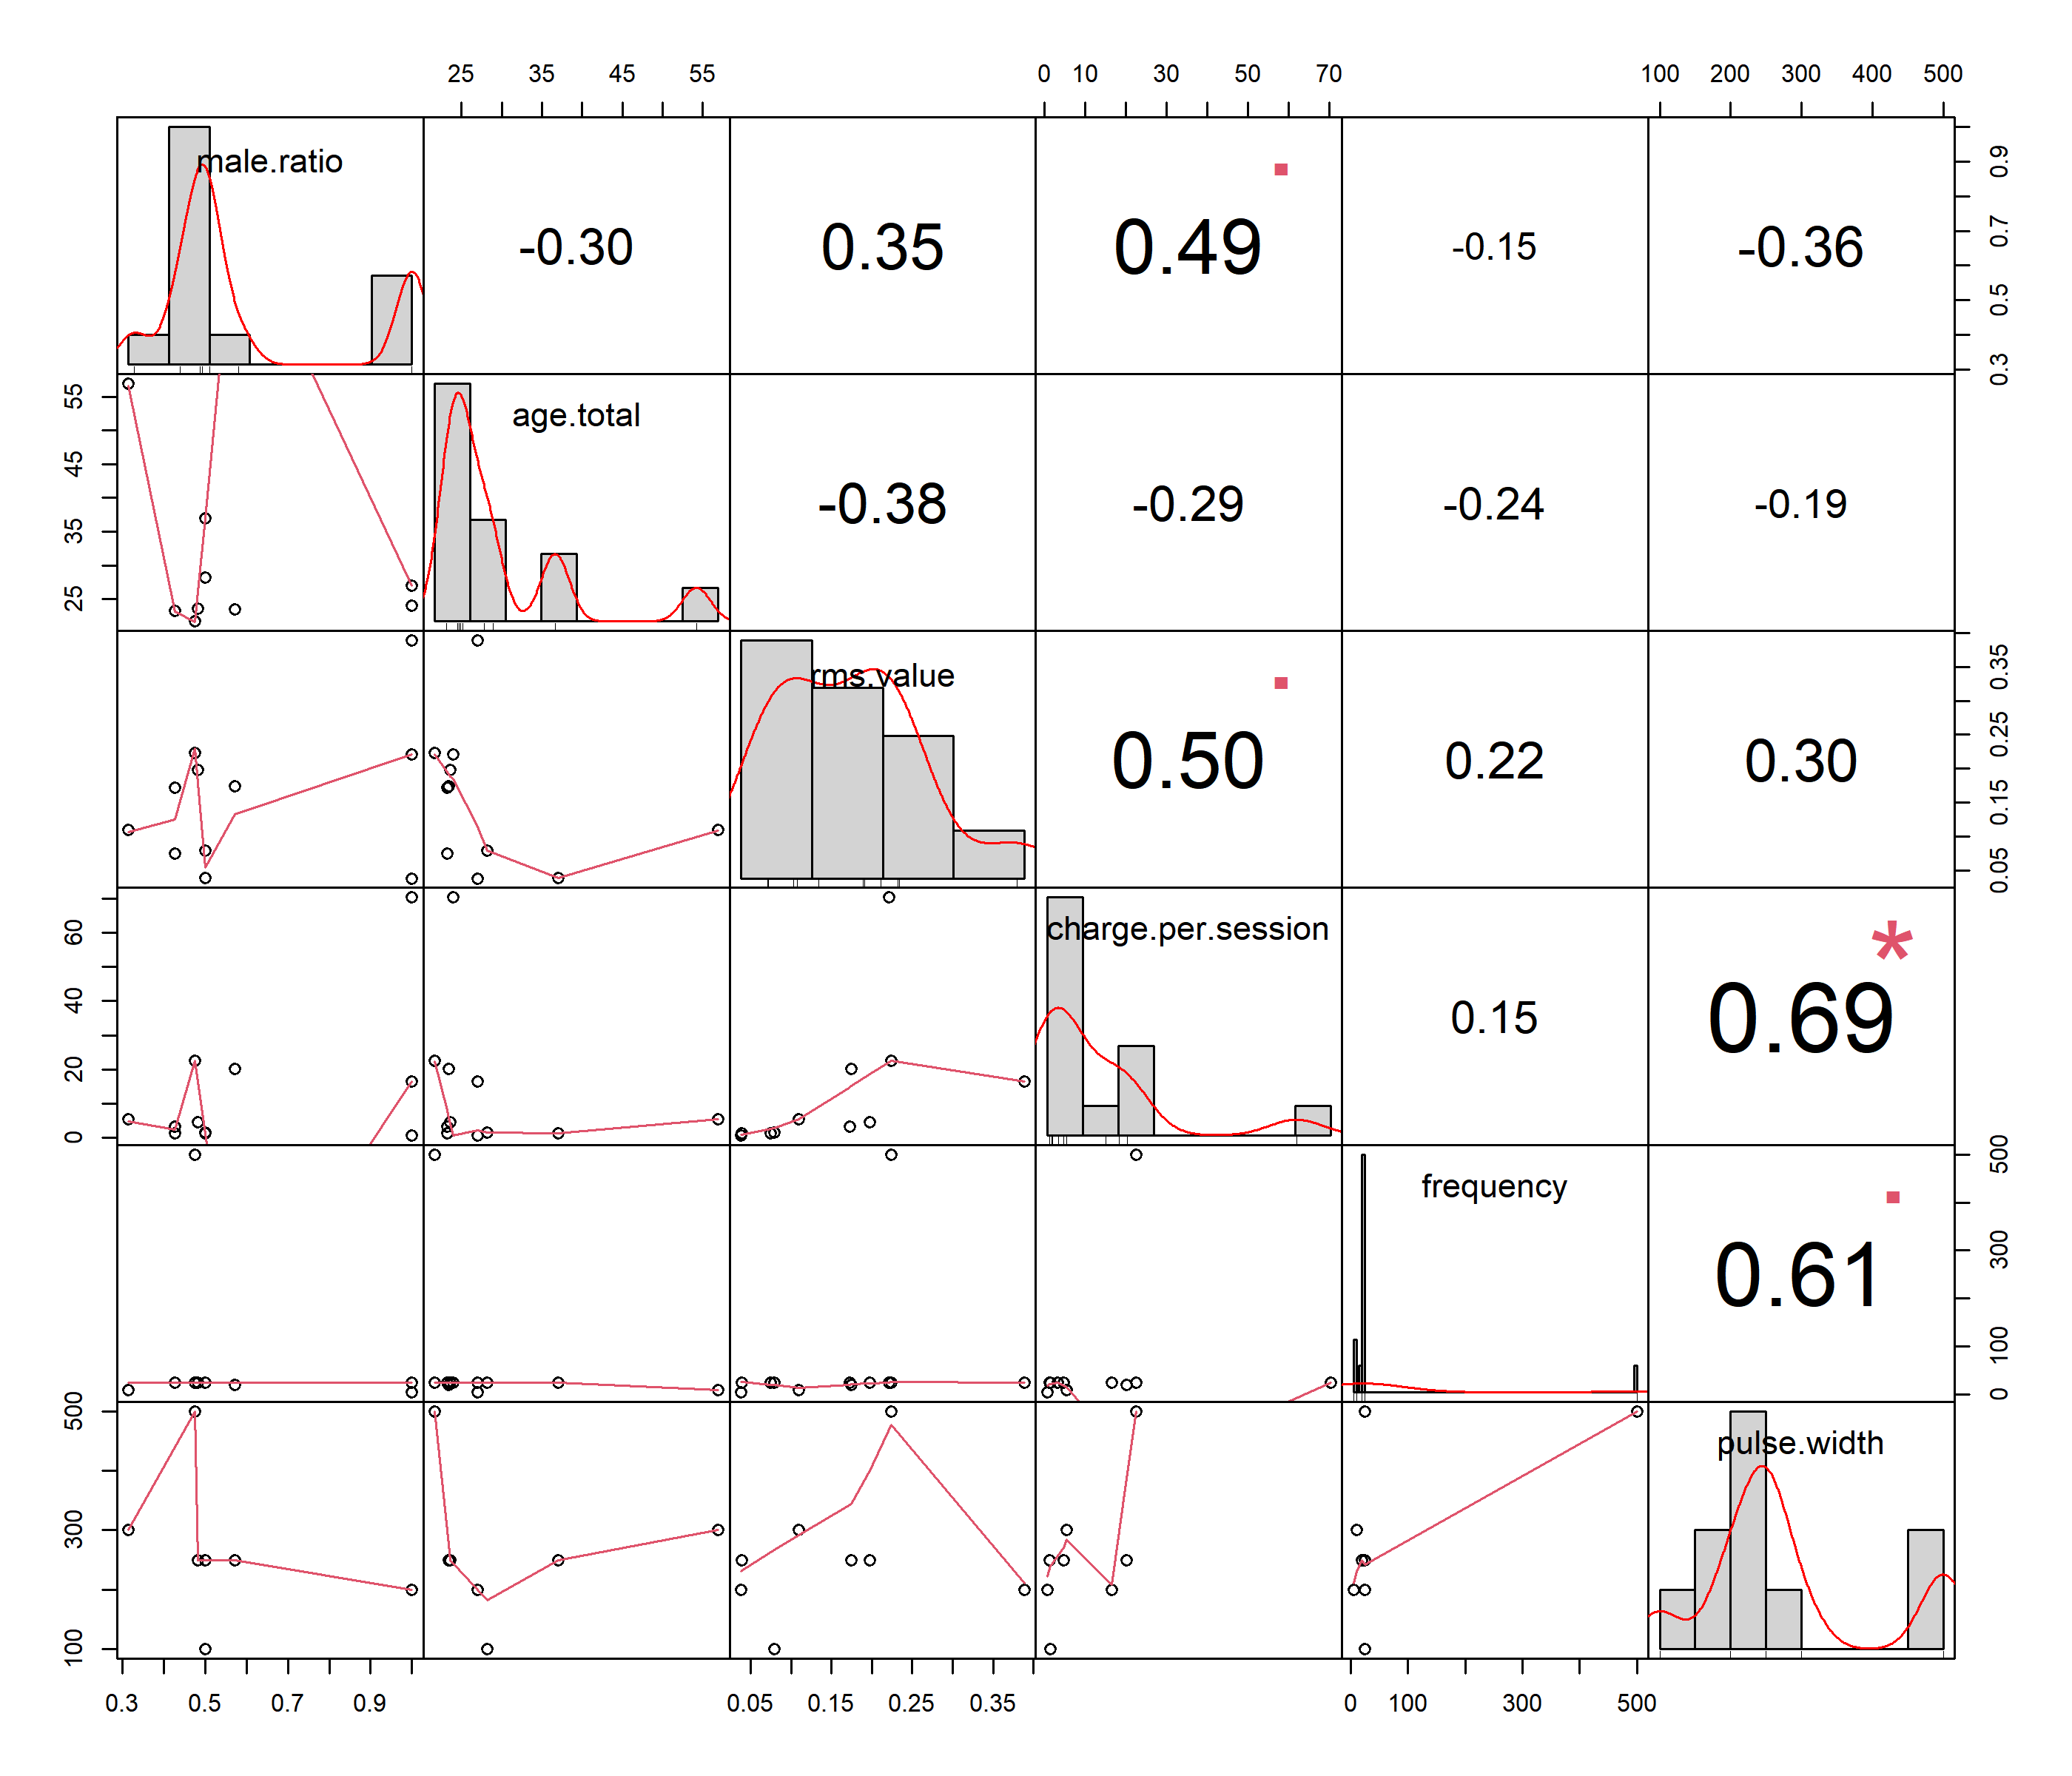 25 35 45 55 0 10 30 50 70 100 200 300 400 500
male.ratio
-0.30 0.35 0.49 -0.15 -0.36
0.3 0.5 0.7 0.9
age.total
-0.38 -0.29 -0.24 -0.19
25 35 45 55
rms.value
0.50 0.22 0.30
0.05 0.15 0.25 0.35
charge.per.session
*
0.15 0.69
0 20 40 60
frequency
0.61
0 100 300 500
pulse.width
100 300 500
0.3 0.5 0.7 0.9 0.05 0.15 0.25 0.35 0 100 300 500